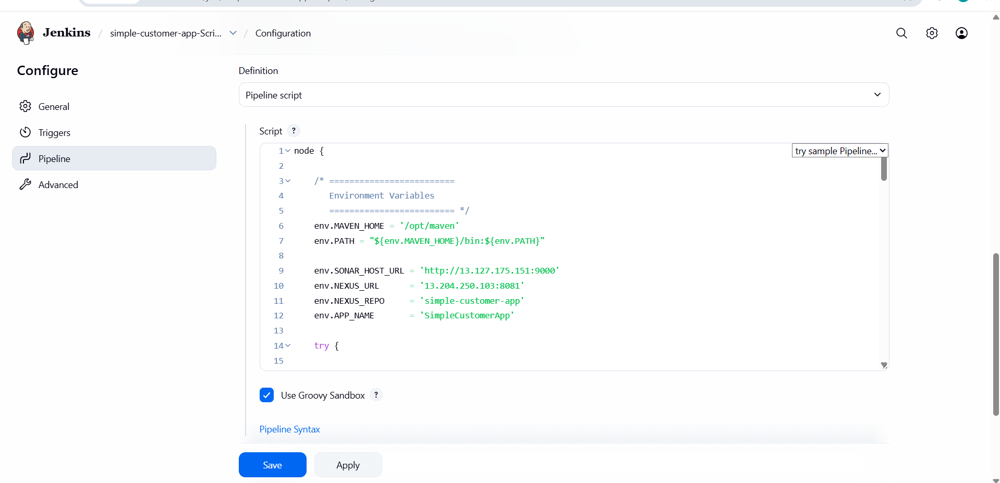 Jenkins / simple-customer-app-Scri... / Configuration
Configure
General
Triggers
Pipeline
Advanced
Definition
Pipeline script
Script ?
try sample Pipeline...
1 node {
2
3 /* =========================
4 Environment Variables
5 ========================= */
6 env.MAVEN_HOME = '/opt/maven'
7 env.PATH = "${env.MAVEN_HOME}/bin:${env.PATH}"
8
9 env.SONAR_HOST_URL = 'http://13.127.175.151:9000'
10 env.NEXUS_URL = '13.204.250.103:8081'
11 env.NEXUS_REPO = 'simple-customer-app'
12 env.APP_NAME = 'SimpleCustomerApp'
13
14 try {
15
Use Groovy Sandbox ?
Pipeline Syntax
Save
Apply